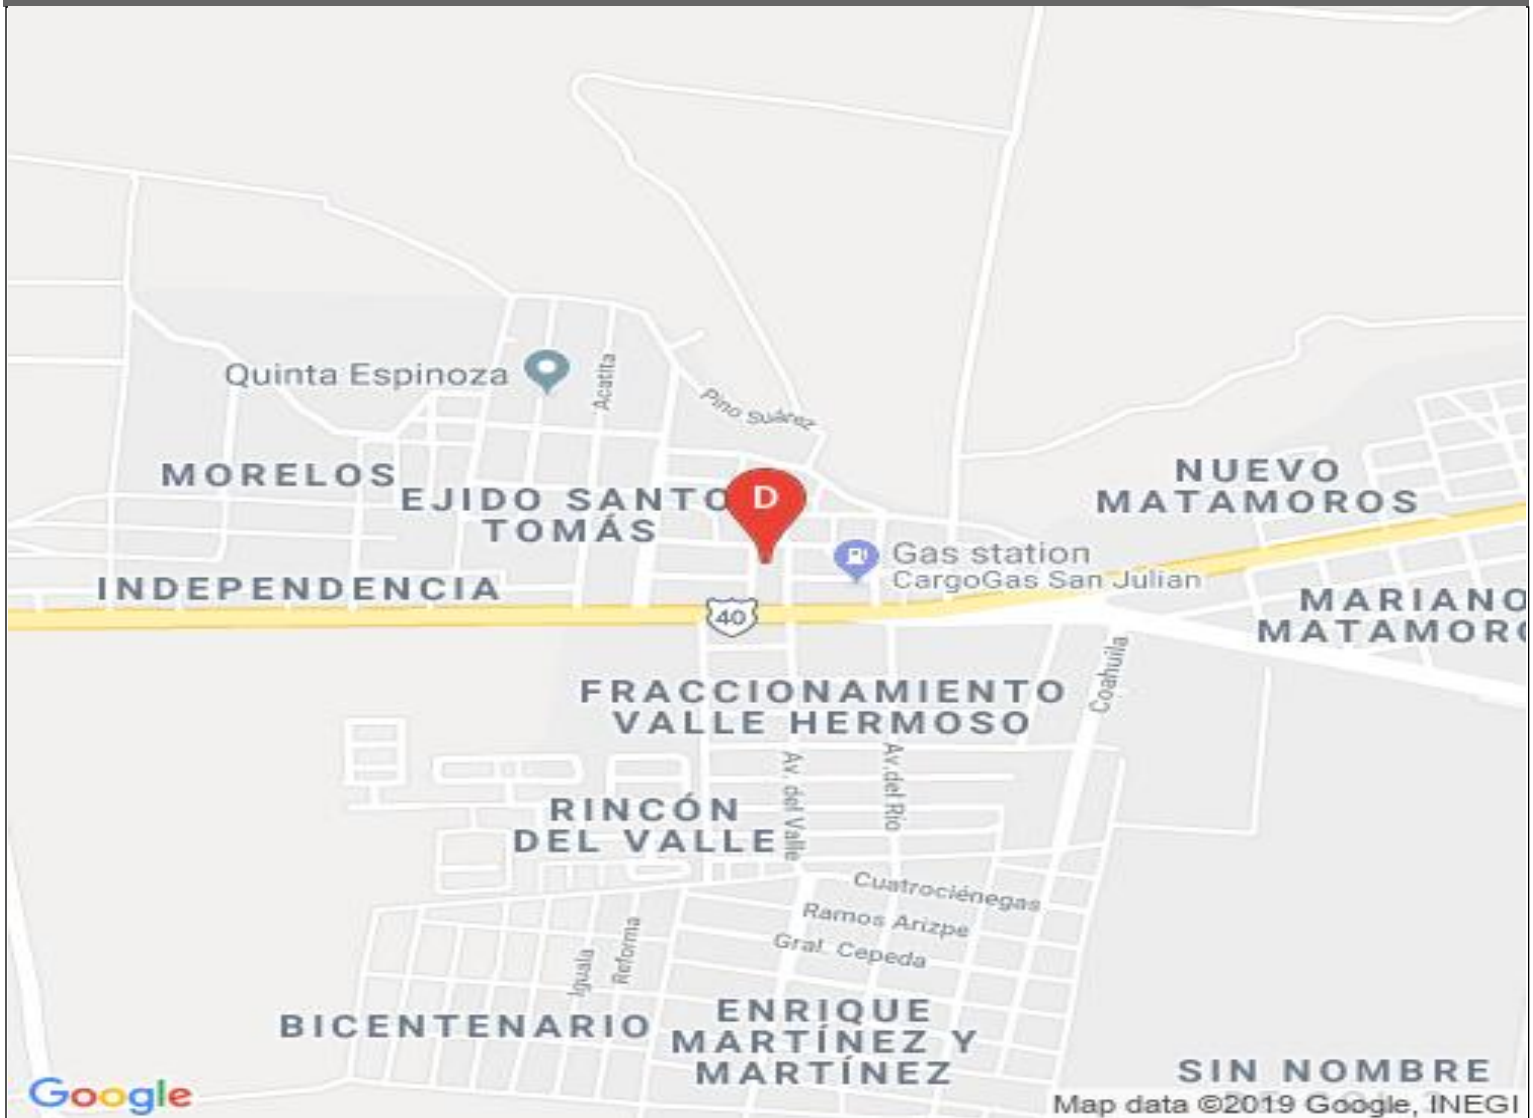 Quinta Espinoza
Acatita
Pino Suárez
MORELOS
EJIDO SANTO
TOMÁS
D
NUEVO
MATAMOROS
Gas station
CargoGas San Julian
INDEPENDENCIA
40
MARIANO
MATAMORO
Coahuila
FRACCIONAMIENTO
VALLE HERMOSO
Av. del Valle
Av. del Río
RINCÓN
DEL VALLE
Cuatrociénegas
Ramos Arizpe
Gral. Cepeda
Iguala
Reforma
BICENTENARIO
ENRIQUE
MARTÍNEZ Y
MARTÍNEZ
SIN NOMBRE
Google
Map data ©2019 Google, INEGI